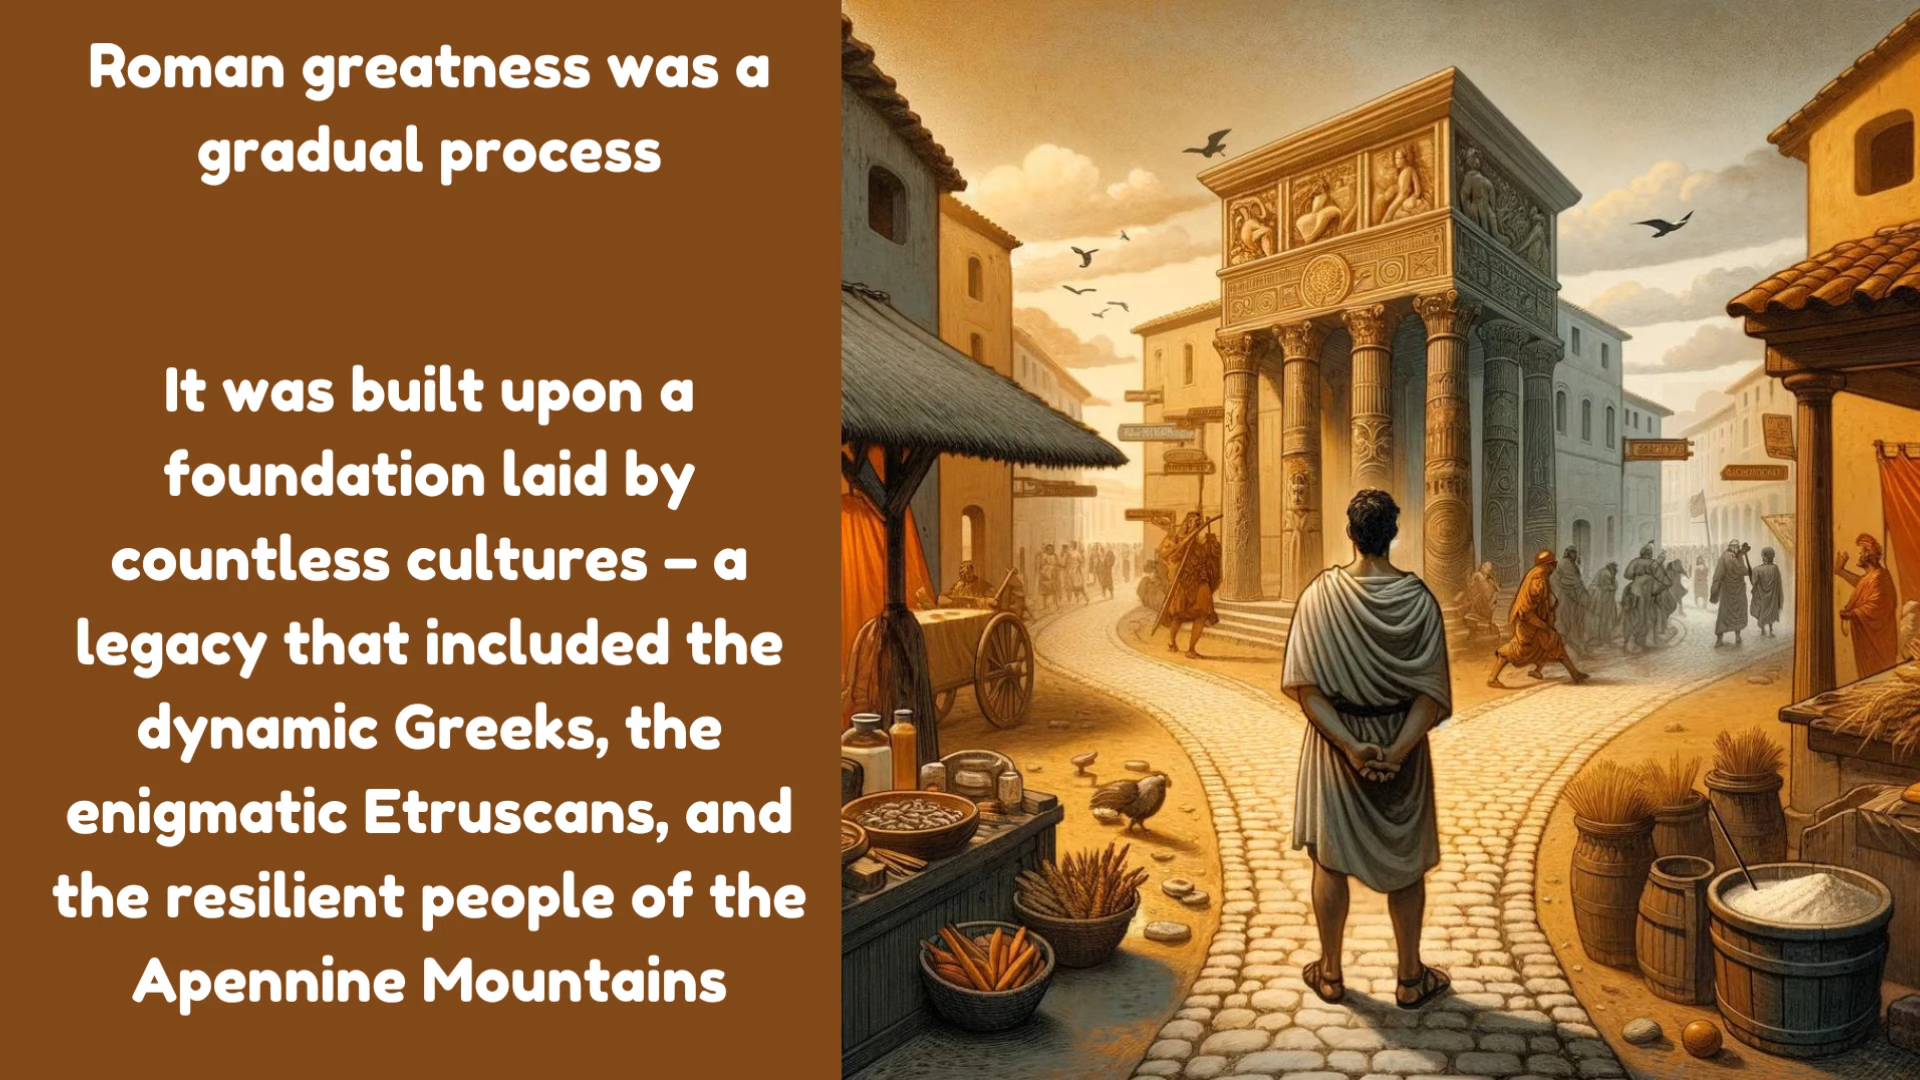 Roman greatness was a
gradual process
It was built upon a
foundation laid by
countless cultures – a
legacy that included the
dynamic Greeks, the
enigmatic Etruscans, and
the resilient people of the
Apennine Mountains